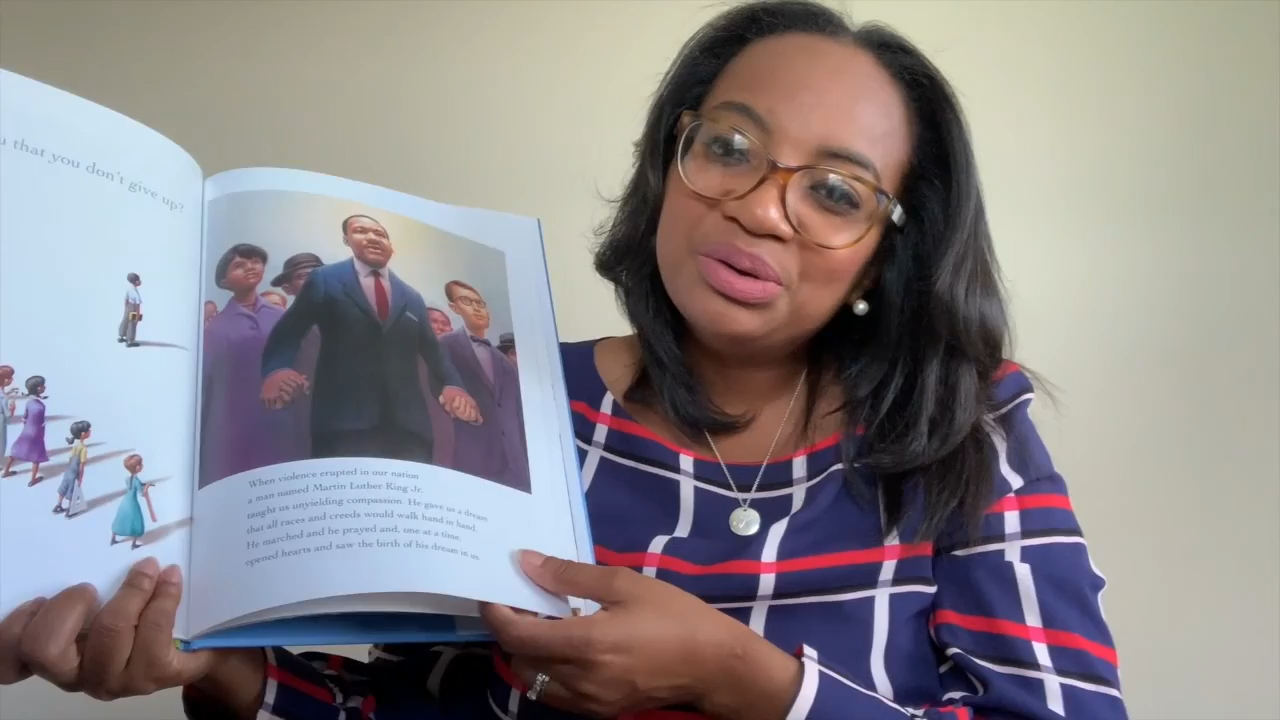 u that you don't give up?
When violence erupted in our nation
a man named Martin Luther King Jr.
taught us unyielding compassion. He gave us a dream
that all races and creeds would walk hand in hand.
He marched and he prayed and, one at a time,
opened hearts and saw the birth of his dream in us.